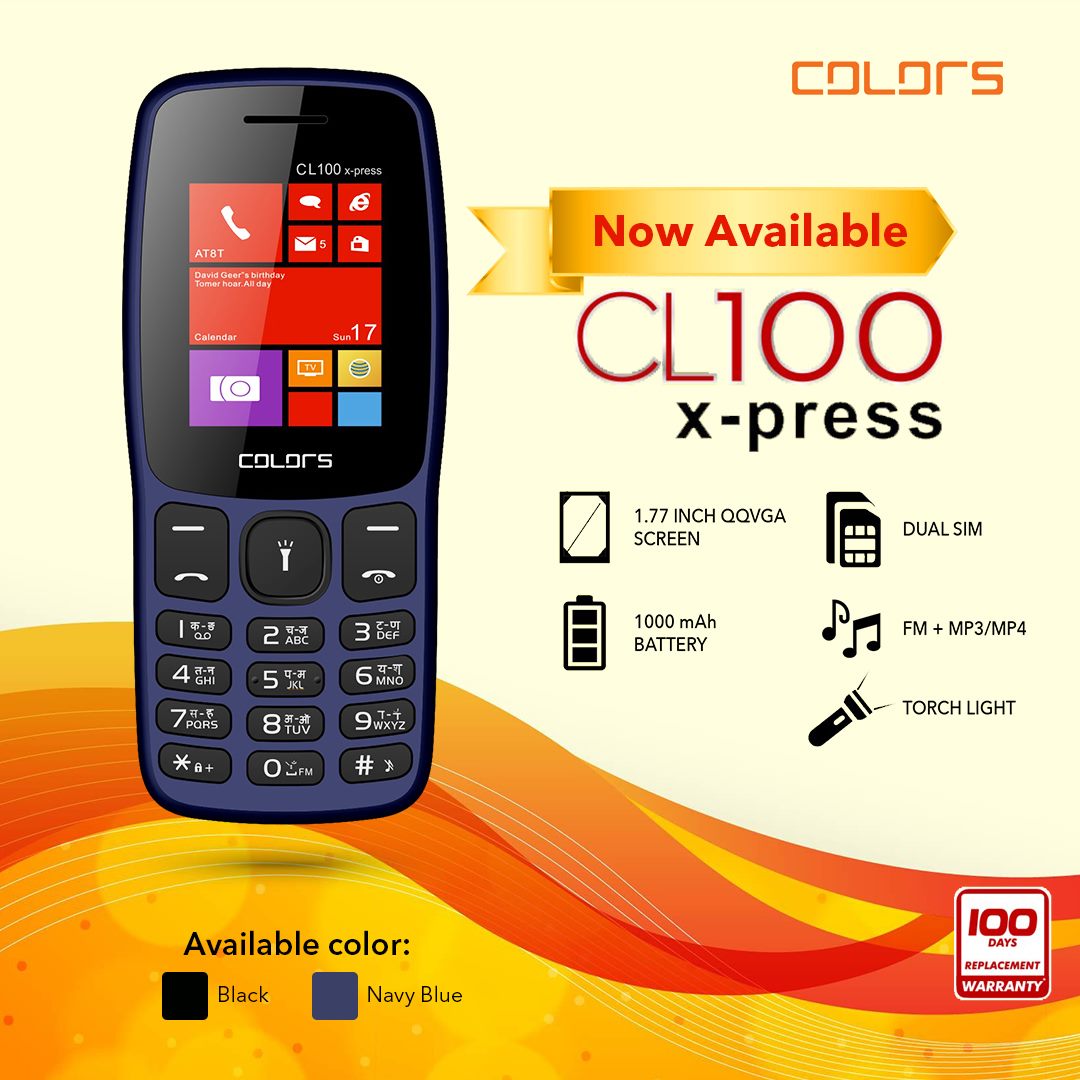 COLORS
Now Available
CL100
x-press
1.77 INCH QQVGA
SCREEN
DUAL SIM
1000 mAh
BATTERY
FM + MP3/MP4
TORCH LIGHT
CL100 x-press
AT8T
5
David Geer"s birthday
Tomer hoar.All day
Calendar
Sun 17
TV
COLORS
1 क-ङ
2 च-ञ ABC
3 ट-ण DEF
4 त-न GHI
5 प-म JKL
6 MNO
7 स-ह PQRS
8 अ-ओ TUV
9 WXYZ
* +
0 FM
#
Available color:
Black
Navy Blue
100
DAYS
REPLACEMENT
WARRANTY